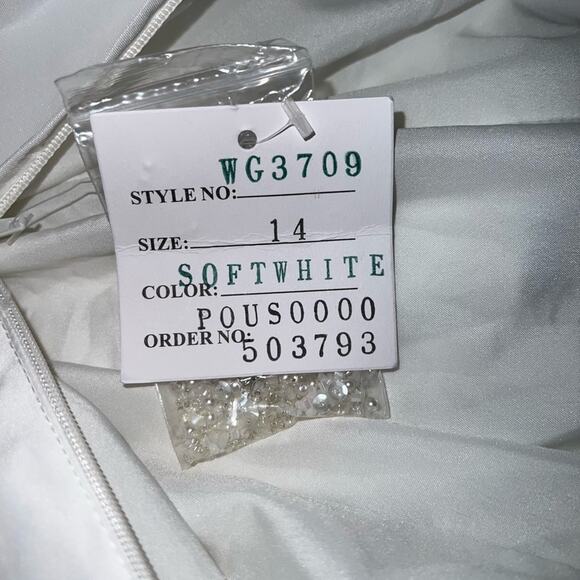 WG3709
STYLE NO:
SIZE: 14
SOFTWHITE
COLOR:
POUS0000
ORDER NO:
503793